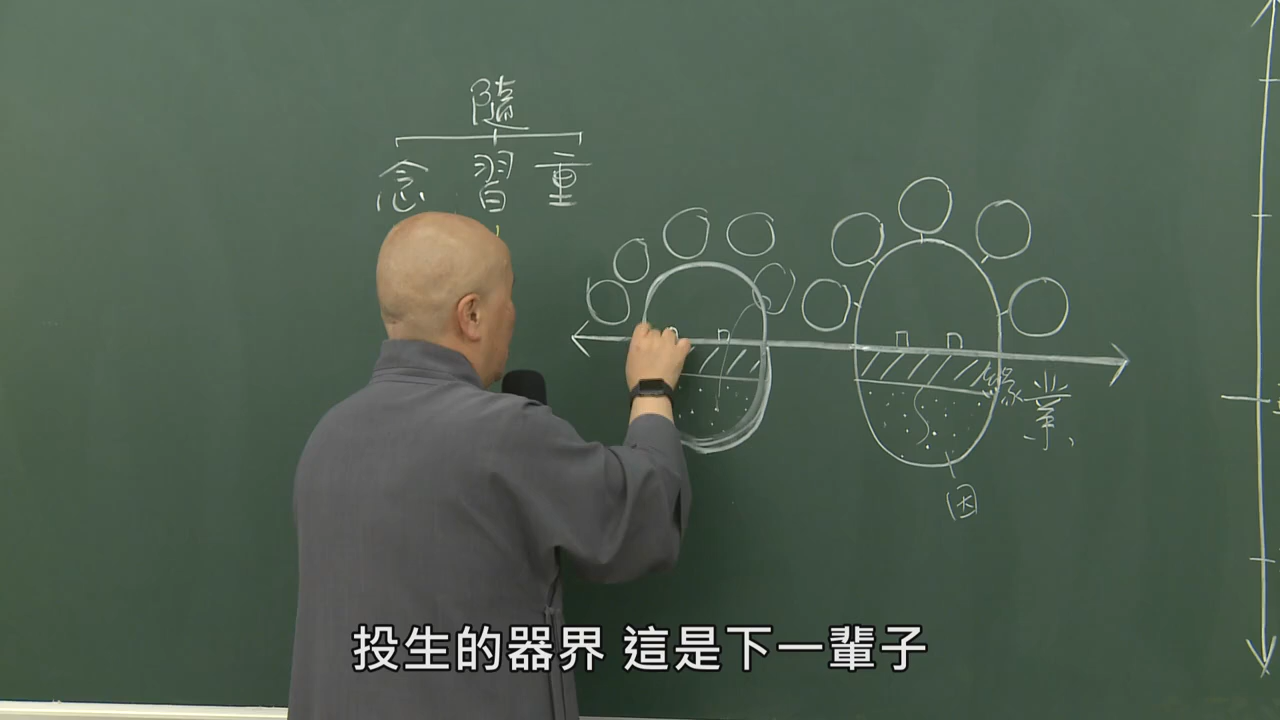 隨
念 習 重
緣
業
因
投生的器界 這是下一輩子